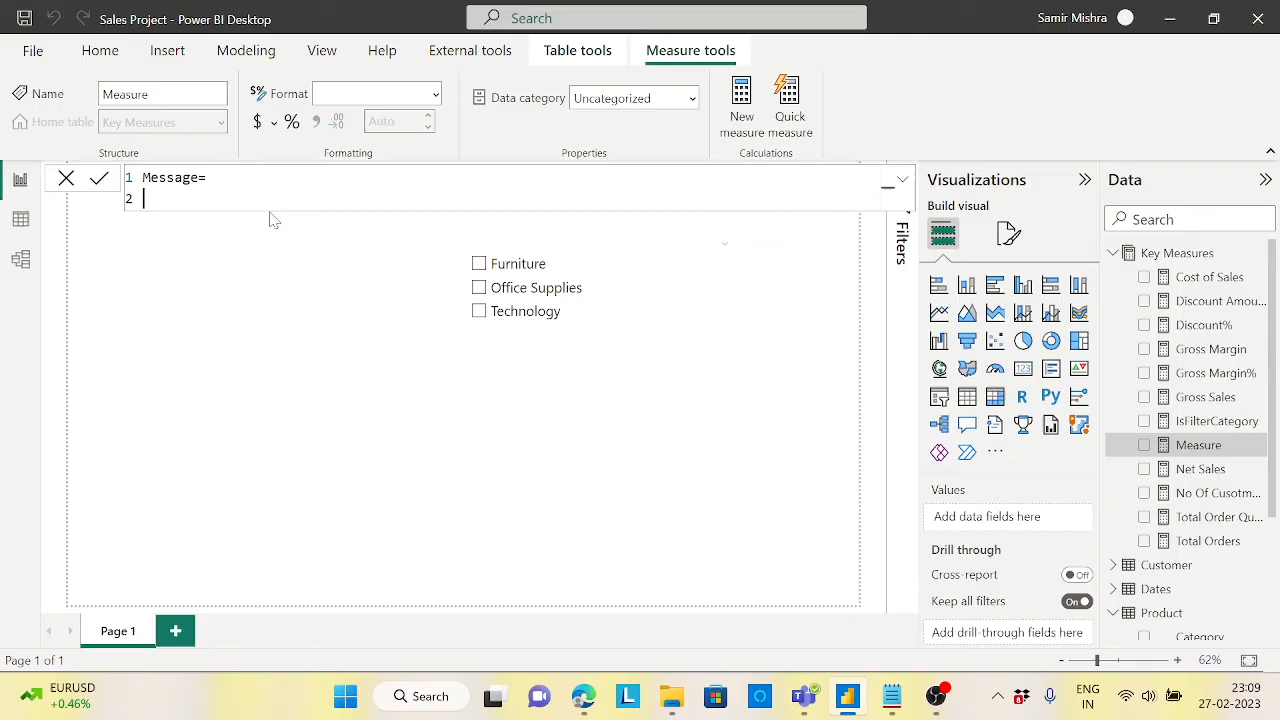 Sales Project - Power BI Desktop
Search
Samir Mishra
File Home Insert Modeling View Help External tools Table tools Measure tools
Name Measure
Home table Key Measures
Structure
Format
$ % Auto
Formatting
Data category Uncategorized
Properties
New measure
Quick measure
Calculations
1 Message=
2
Furniture
Office Supplies
Technology
Filters
Visualizations
Build visual
123
R
Py
Values
Add data fields here
Drill through
Cross-report Off
Keep all filters On
Add drill-through fields here
Data
Search
Key Measures
Cost of Sales
Discount Amou...
Discount%
Gross Margin
Gross Margin%
Gross Sales
IsFilterCategory
Measure
Net Sales
No Of Cusotm...
Total Order Qu...
Total Orders
Customer
Dates
Product
Category
Page 1
Page 1 of 1
- + 62%
EURUSD
+0.46%
Search
L
ENG
IN
23:09
27-02-2023